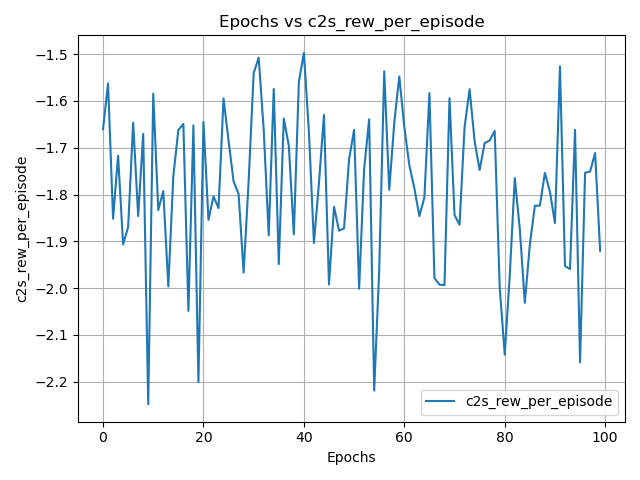 Epochs vs c2s_rew_per_episode
c2s_rew_per_episode
−1.5
−1.6
−1.7
−1.8
−1.9
−2.0
−2.1
−2.2
c2s_rew_per_episode
0 20 40 60 80 100
Epochs